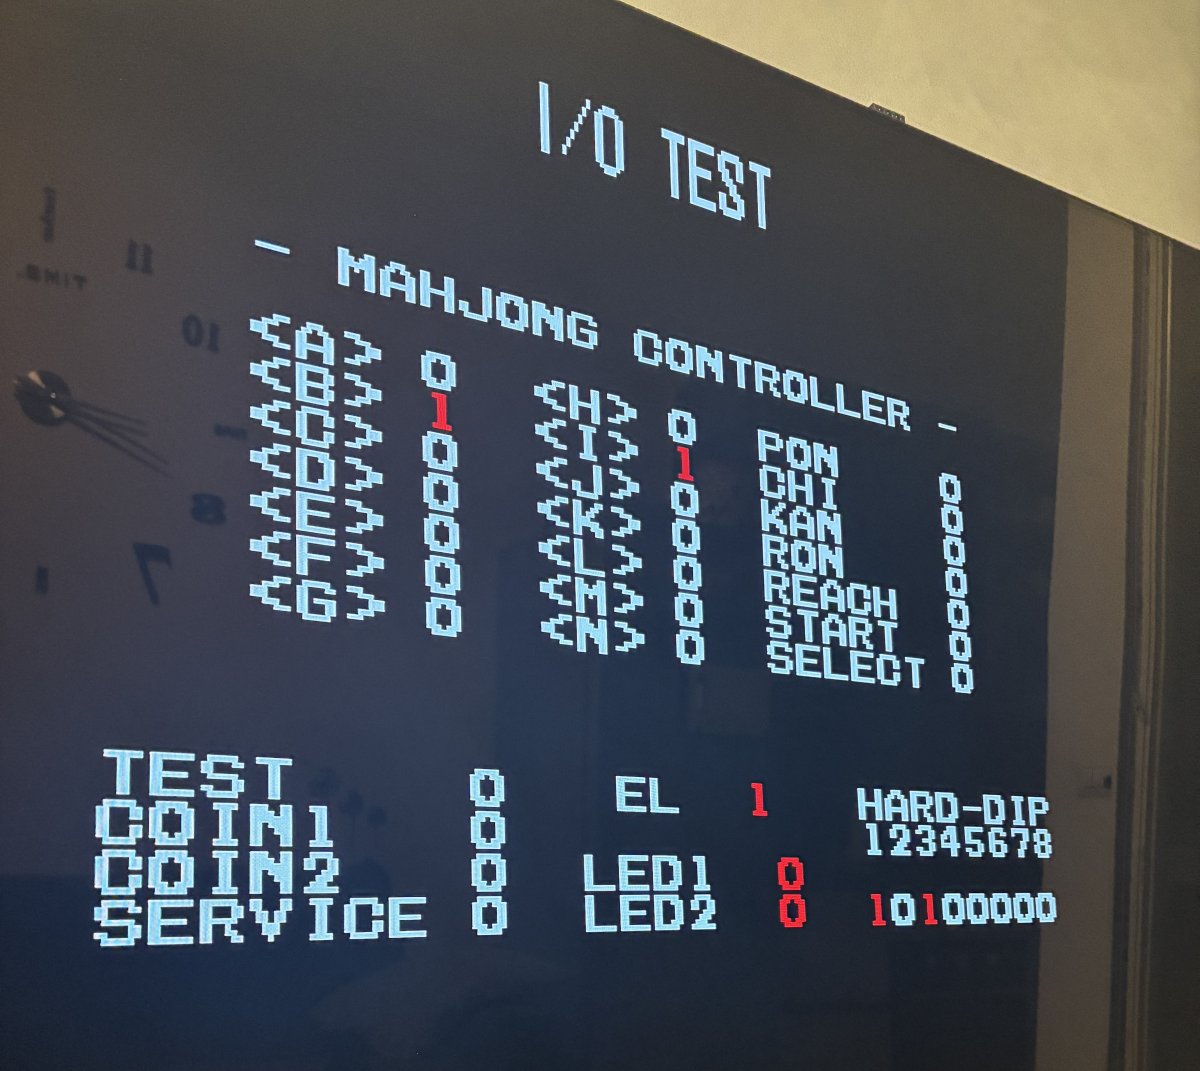 I/O TEST
- MAHJONG CONTROLLER -
<A> 0 <H> 0 PON 0
<B> 1 <I> 1 CHI 0
<C> 0 <J> 0 KAN 0
<D> 0 <K> 0 RON 0
<E> 0 <L> 0 REACH 0
<F> 0 <M> 0 START 0
<G> 0 <N> 0 SELECT 0
TEST 0 EL 1 HARD-DIP
COIN1 0 12345678
COIN2 0 LED1 0
SERVICE 0 LED2 0 10100000